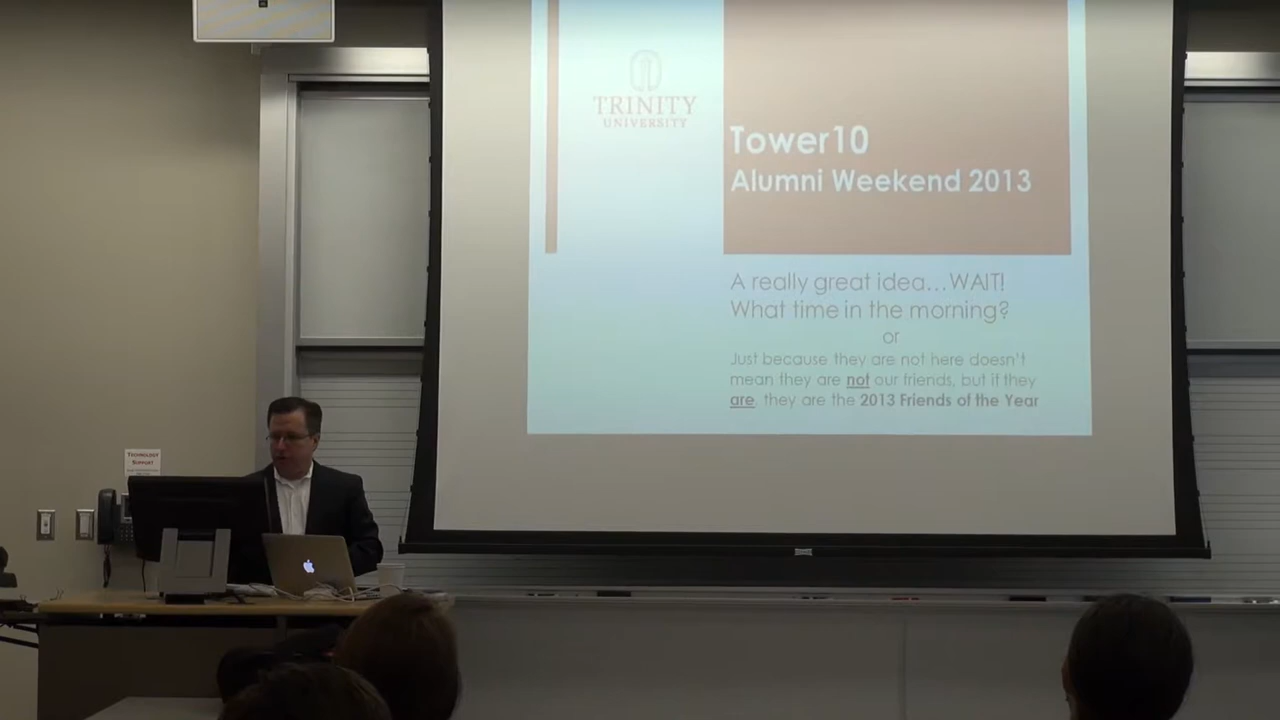 TRINITY
UNIVERSITY
Tower10
Alumni Weekend 2013
A really great idea...WAIT!
What time in the morning?
or
Just because they are not here doesn't
mean they are not our friends, but if they
are, they are the 2013 Friends of the Year
TECHNOLOGY
SUPPORT